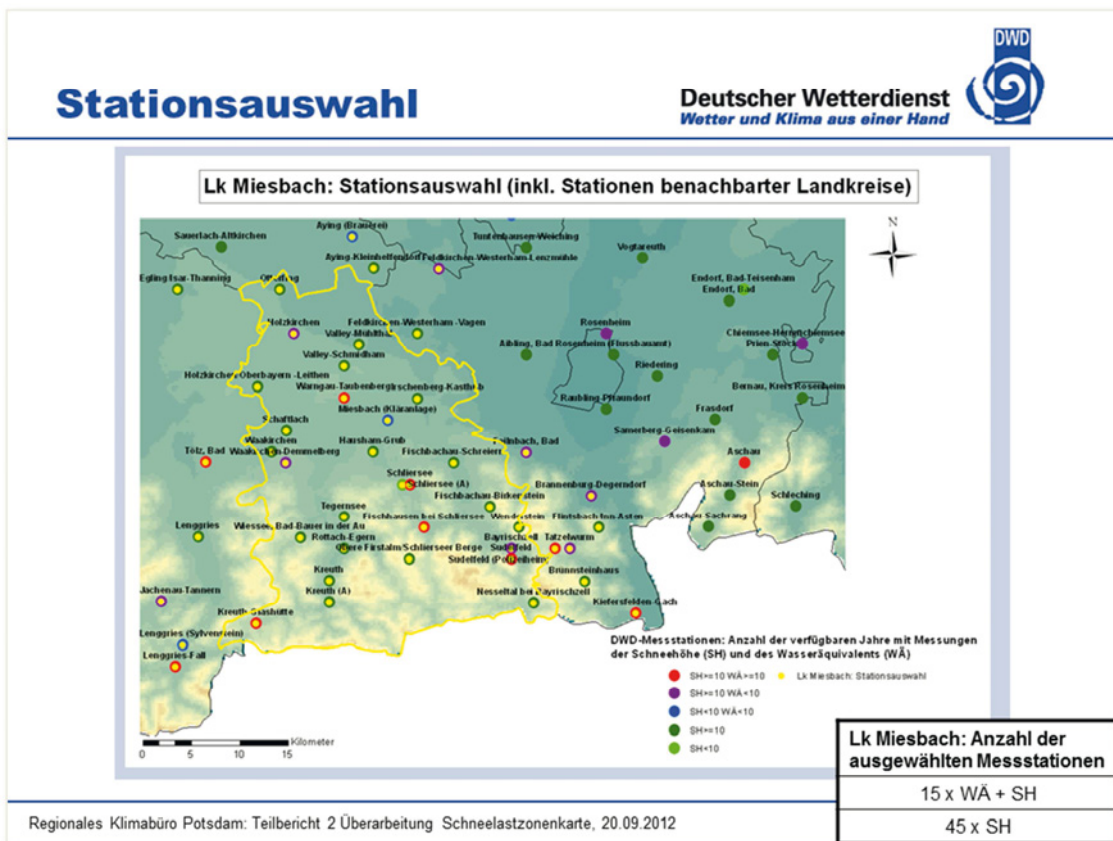 Stationsauswahl
DWD
Deutscher Wetterdienst
Wetter und Klima aus einer Hand
Lk Miesbach: Stationsauswahl (inkl. Stationen benachbarter Landkreise)
N
Sauerlach-Altkirchen
Aying (Brauerei)
Tuntenhausen-Weiching
Vogtareuth
Aying-Kleinhelfendorf
Feldkirchen-Westerham-Lenzmühle
Egling/Isar-Thanning
Otterfing
Endorf, Bad-Teisenham
Endorf, Bad
Holzkirchen
Feldkirchen-Westerham -Vagen
Rosenheim
Chiemsee-Herrenchiemsee
Valley-Mühlthal
Aibling, Bad
Rosenheim (Flussbauamt)
Prien-Stock
Valley-Schmidham
Riedering
Holzkirchen/Oberbayern -Leithen
Warngau-Taubenberg
Bernau, Kreis Rosenheim
Miesbach (Kläranlage)
Raubling-Pfraundorf
Frasdorf
Schaftlach
Samerberg-Geisenkam
Waakirchen
Hausham-Grub
Feilnbach, Bad
Tölz, Bad
Waakirchen-Demmelberg
Fischbachau-Schreiern
Aschau
Schliersee
Schliersee (A)
Brannenburg-Degerndorf
Aschau-Stein
Schleching
Fischbachau-Birkenstein
Tegernsee
Fischhausen bei Schliersee
Wendelstein
Aschau-Sachrang
Lenggries
Wiessee, Bad-Bauer in der Au
Rottach-Egern
Bayrischzell
Tatzelwurm
Sudelfeld
Sudelfeld (Polizeiheim)
Kreuth
Brünnsteinhaus
Kreuth (A)
Nesseltal bei Bayrischzell
Jachenau-Tannern
Kiefersfelden-Gach
Kreuth-Glashütte
Lenggries (Sylvenstein)
Lenggries-Fall
DWD-Messstationen: Anzahl der verfügbaren Jahre mit Messungen
der Schneehöhe (SH) und des Wasseräquivalents (WÄ)
SH>=10 WÄ>=10
Lk Miesbach: Stationsauswahl
SH>=10 WÄ<10
SH<10 WÄ<10
SH>=10
SH<10
Kilometer
0 5 10 15
Lk Miesbach: Anzahl der
ausgewählten Messstationen
15 x WÄ + SH
45 x SH
Regionales Klimabüro Potsdam: Teilbericht 2 Überarbeitung Schneelastzonenkarte, 20.09.2012